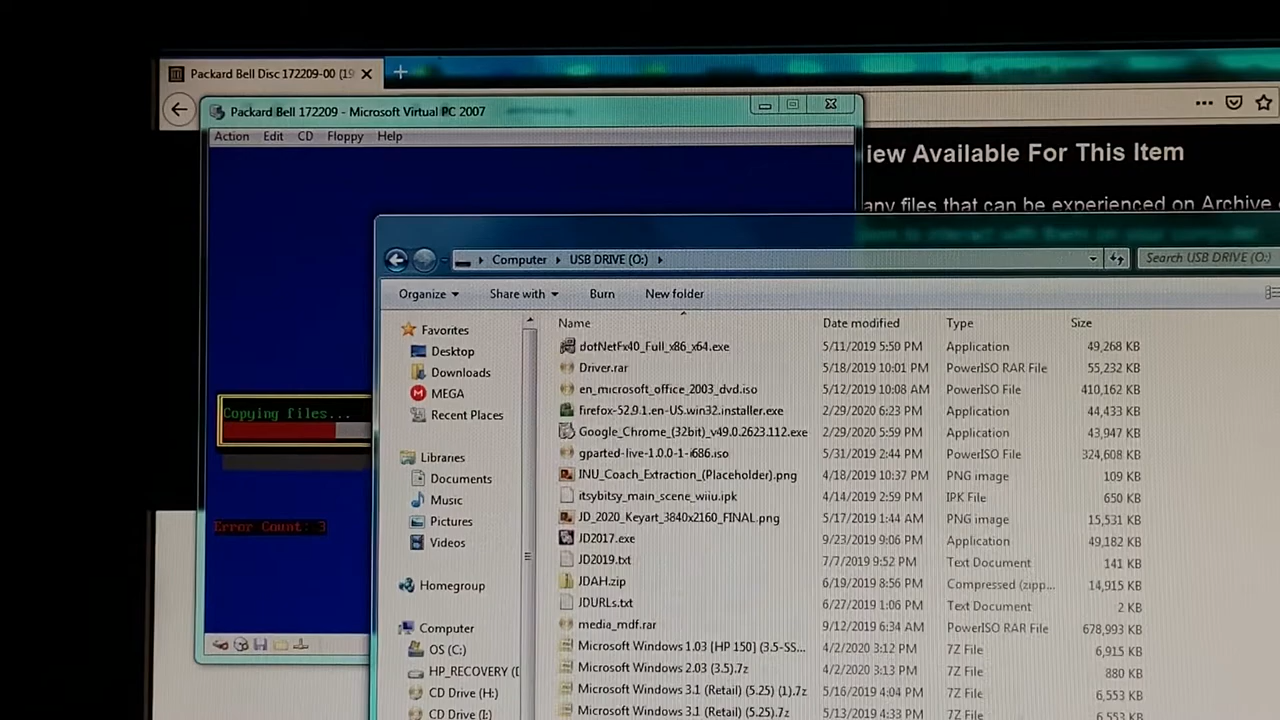 Packard Bell Disc 172209-00 (19
Packard Bell 172209 - Microsoft Virtual PC 2007
Action Edit CD Floppy Help
iew Available For This Item
any files that can be experienced on Archive
Computer USB DRIVE (O:)
Search USB DRIVE (O:)
Organize Share with Burn New folder
Name Date modified Type Size
Favorites
Desktop
Downloads
MEGA
Recent Places
Libraries
Documents
Music
Pictures
Videos
Homegroup
Computer
OS (C:)
HP_RECOVERY (
CD Drive (H:)
CD Drive (I:)
dotNetFx40_Full_x86_x64.exe 5/11/2019 5:50 PM Application 49,268 KB
Driver.rar 5/18/2019 10:01 PM PowerISO RAR File 55,232 KB
en_microsoft_office_2003_dvd.iso 5/12/2019 10:08 AM PowerISO File 410,162 KB
firefox-52.9.1.en-US.win32.installer.exe 2/29/2020 6:23 PM Application 44,433 KB
Google_Chrome_(32bit)_v49.0.2623.112.exe 2/29/2020 5:59 PM Application 43,947 KB
gparted-live-1.0.0-1-i686.iso 5/31/2019 2:44 PM PowerISO File 324,608 KB
INU_Coach_Extraction_(Placeholder).png 4/18/2019 10:37 PM PNG image 109 KB
itsybitsy_main_scene_wiiu.ipk 4/14/2019 2:59 PM IPK File 650 KB
JD_2020_Keyart_3840x2160_FINAL.png 5/17/2019 1:44 AM PNG image 15,531 KB
JD2017.exe 9/23/2019 9:06 PM Application 49,182 KB
JD2019.txt 7/7/2019 9:52 PM Text Document 141 KB
JDAH.zip 6/19/2019 8:56 PM Compressed (zipp... 14,915 KB
JDURLs.txt 6/27/2019 1:06 PM Text Document 2 KB
media_mdf.rar 9/12/2019 6:34 AM PowerISO RAR File 678,993 KB
Microsoft Windows 1.03 [HP 150] (3.5-SS... 4/2/2020 3:12 PM 7Z File 6,915 KB
Microsoft Windows 2.03 (3.5).7z 4/2/2020 3:13 PM 7Z File 880 KB
Microsoft Windows 3.1 (Retail) (5.25) (1).7z 5/16/2019 4:04 PM 7Z File 6,553 KB
Microsoft Windows 3.1 (Retail) (5.25).7z 5/13/2019 4:33 PM 7Z File 6,553 KB
Copying files...
Error Count: 3